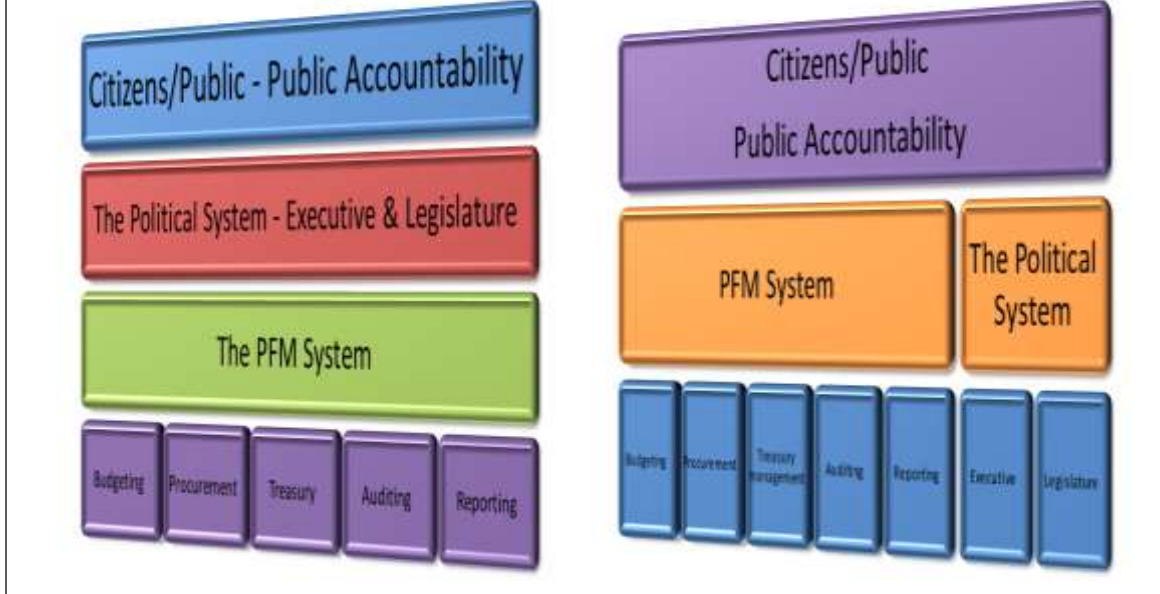 Citizens/Public - Public Accountability
The Political System - Executive & Legislature
The PFM System
Budgeting
Procurement
Treasury
Auditing
Reporting
Citizens/Public
Public Accountability
PFM System
The Political
System
Budgeting
Procurement
Treasury
management
Auditing
Reporting
Executive
Legislature